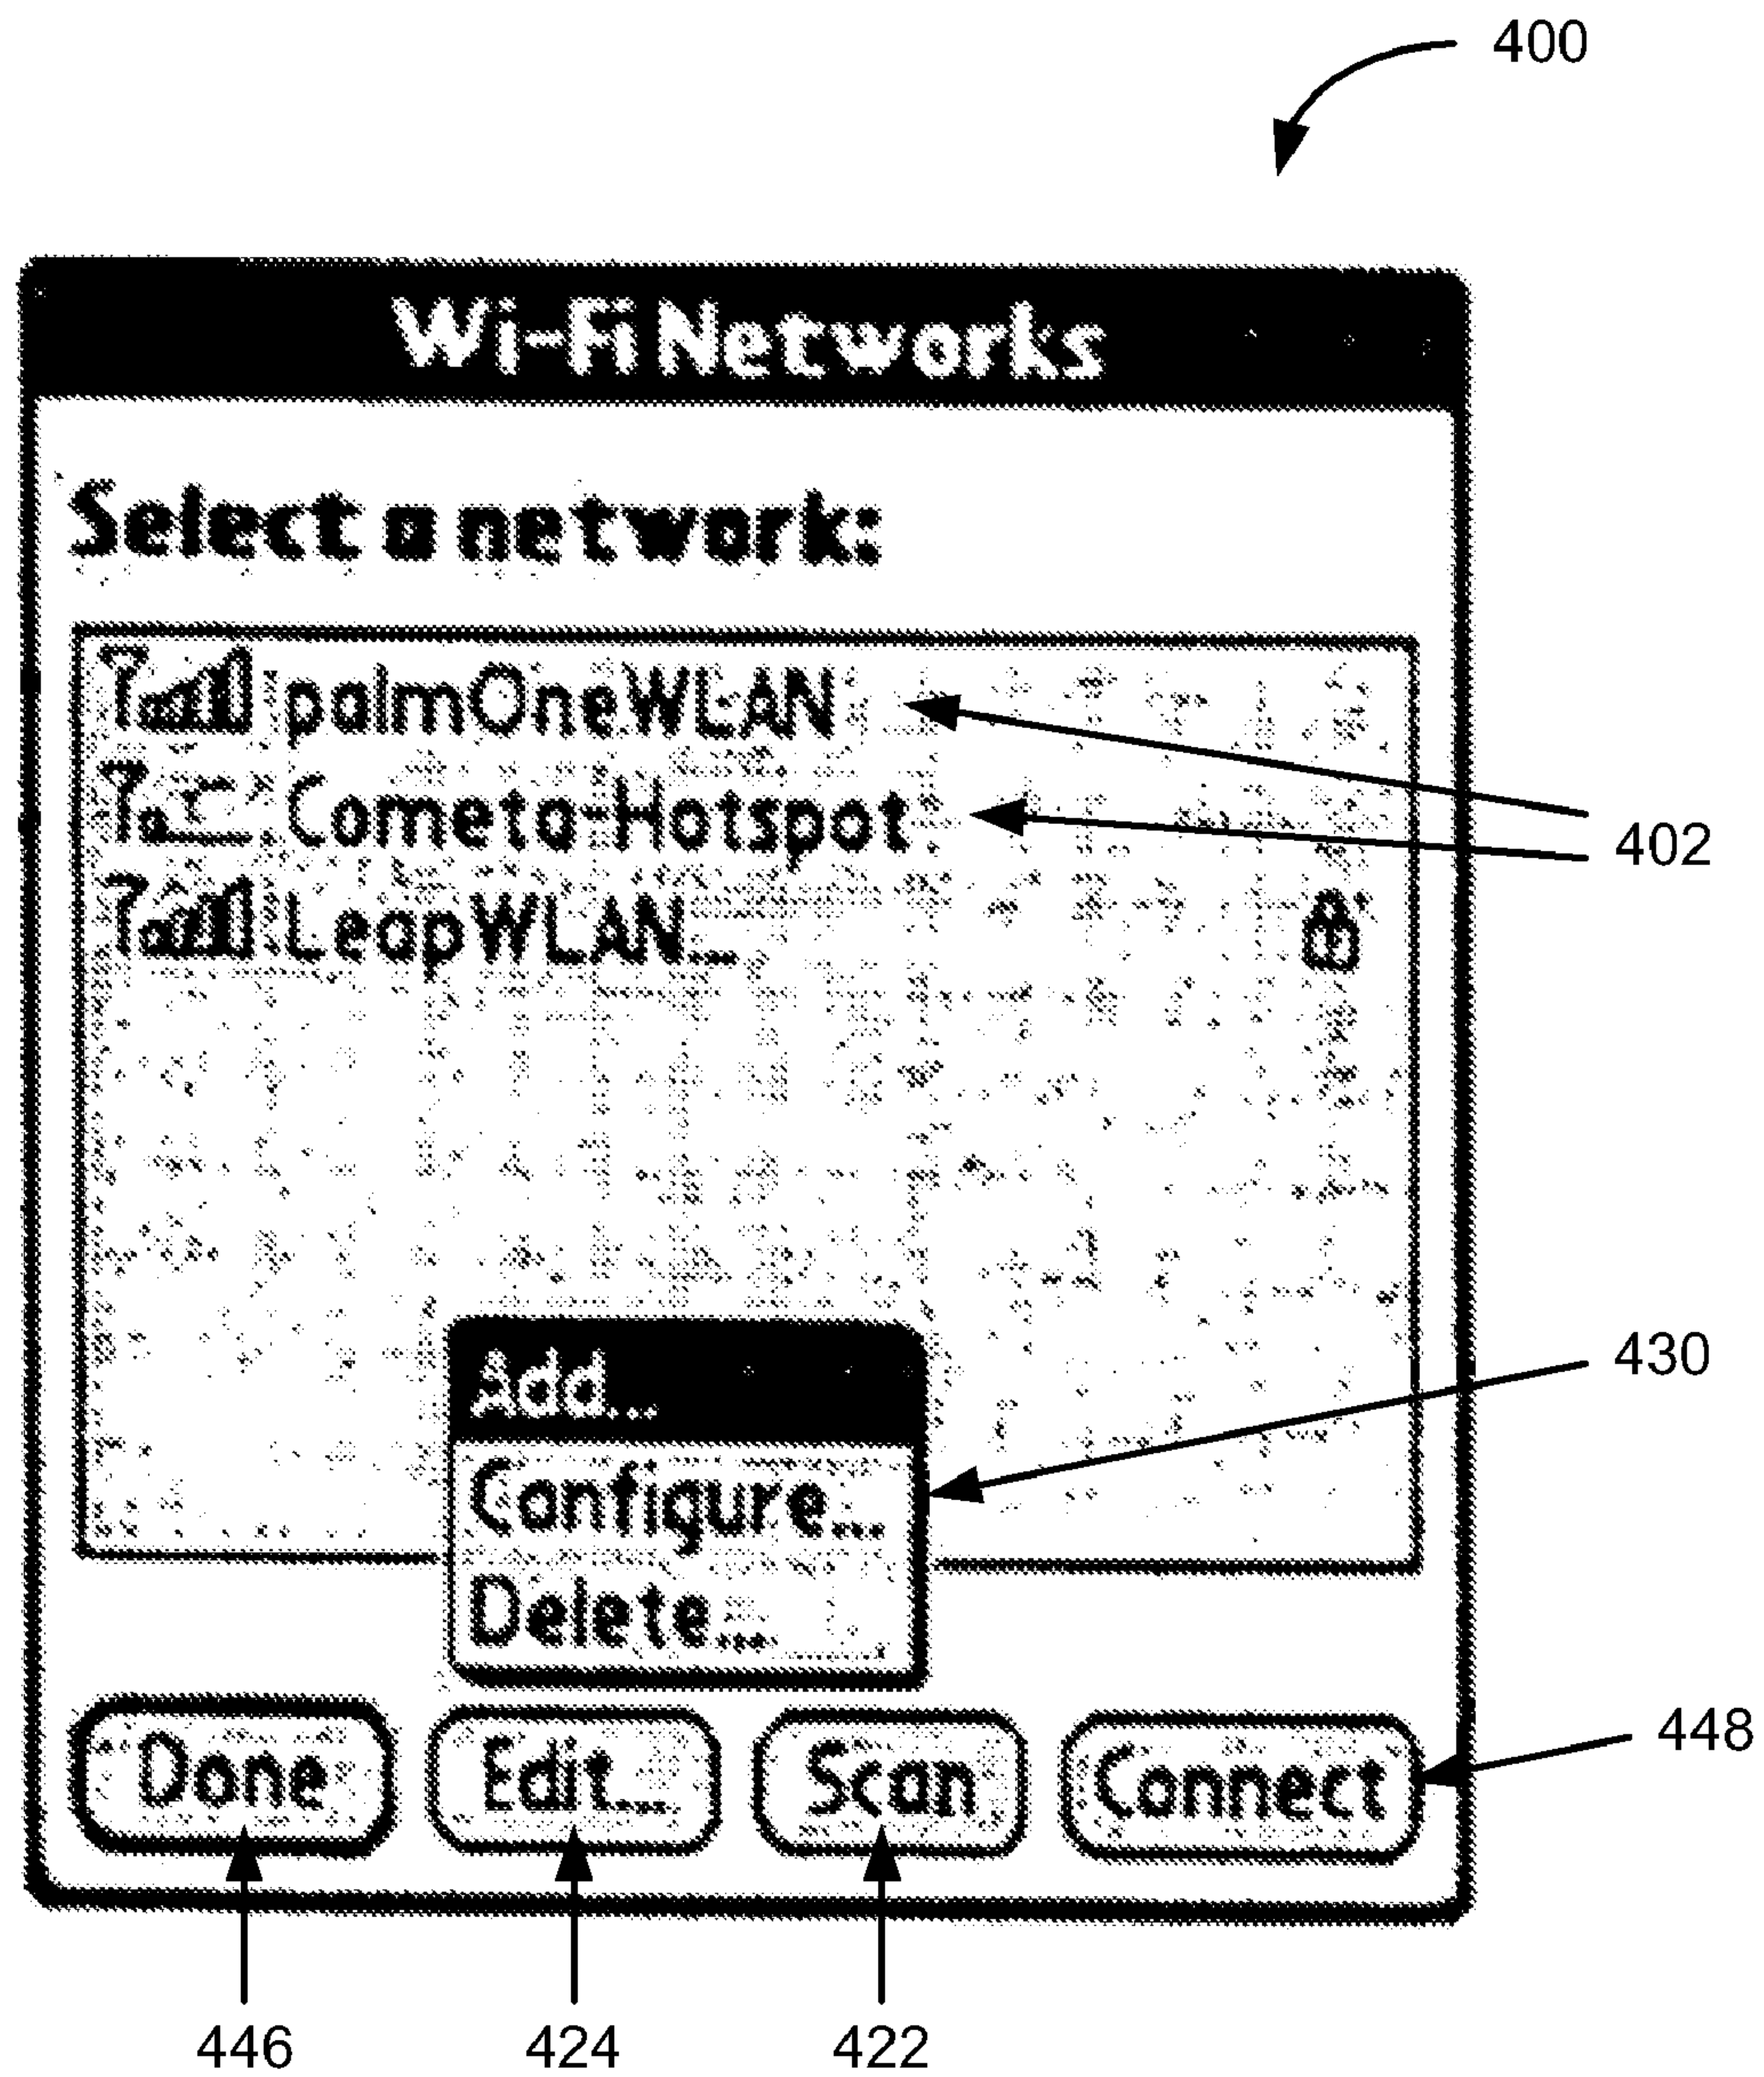 400
Wi-Fi Networks
Select a network:
palmOneWLAN
Cometa-Hotspot
402
LeapWLAN...
Add...
430
Configure...
Delete...
Done
Edit...
Scan
Connect
448
446
424
422